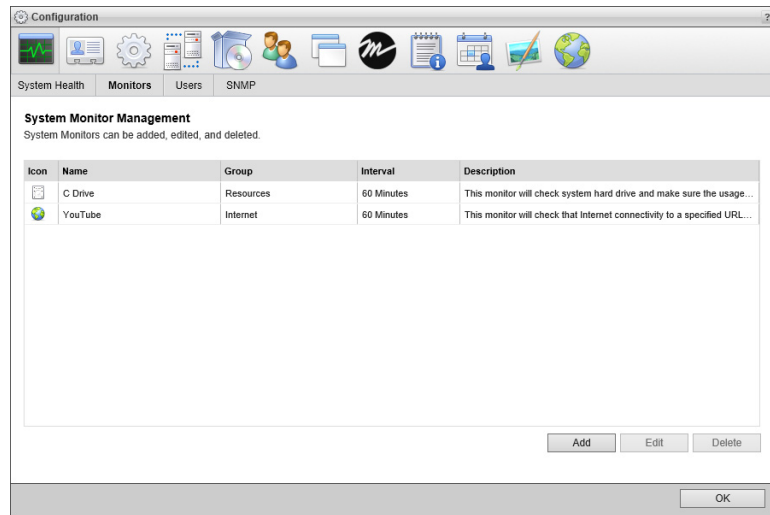 Configuration
?
System Health Monitors Users SNMP
System Monitor Management
System Monitors can be added, edited, and deleted.
Icon Name Group Interval Description
C Drive Resources 60 Minutes This monitor will check system hard drive and make sure the usage...
YouTube Internet 60 Minutes This monitor will check that Internet connectivity to a specified URL...
Add Edit Delete
OK